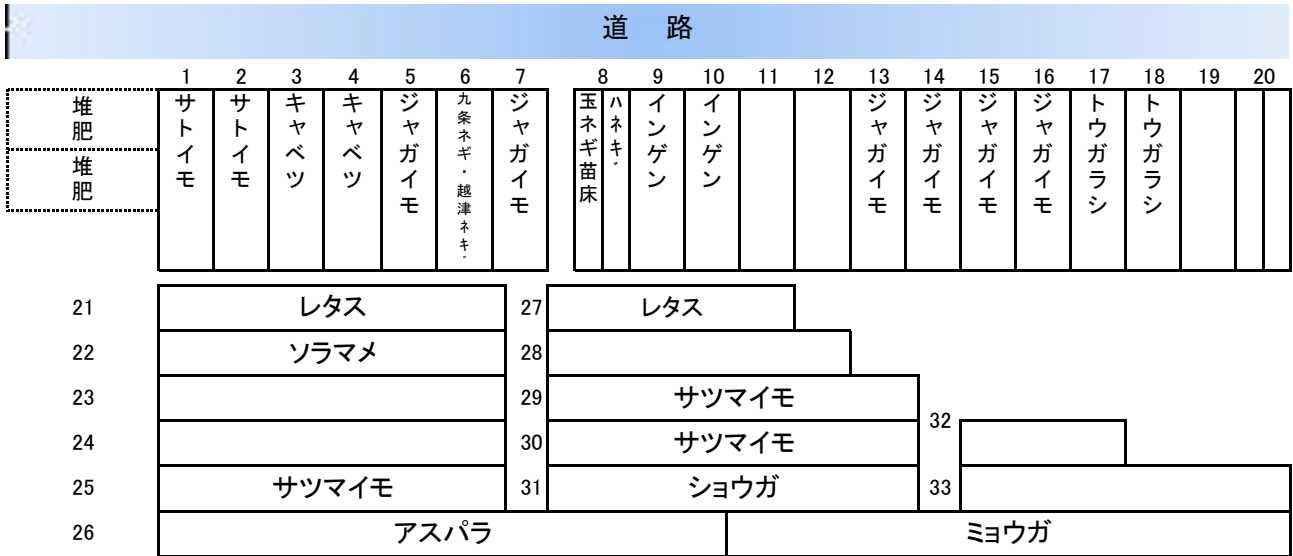 道 路
1 2 3 4 5 6 7 8 9 10 11 12 13 14 15 16 17 18 19 20
堆肥
堆肥
サトイモ
サトイモ
キャベツ
キャベツ
ジャガイモ
九条ネギ・越津ネギ
ジャガイモ
玉ネギ苗床
ハネギ
インゲン
インゲン
ジャガイモ
ジャガイモ
ジャガイモ
ジャガイモ
トウガラシ
トウガラシ
21 レタス 27 レタス
22 ソラマメ 28
23 29 サツマイモ
32
24 30 サツマイモ
25 サツマイモ 31 ショウガ 33
26 アスパラ ミョウガ